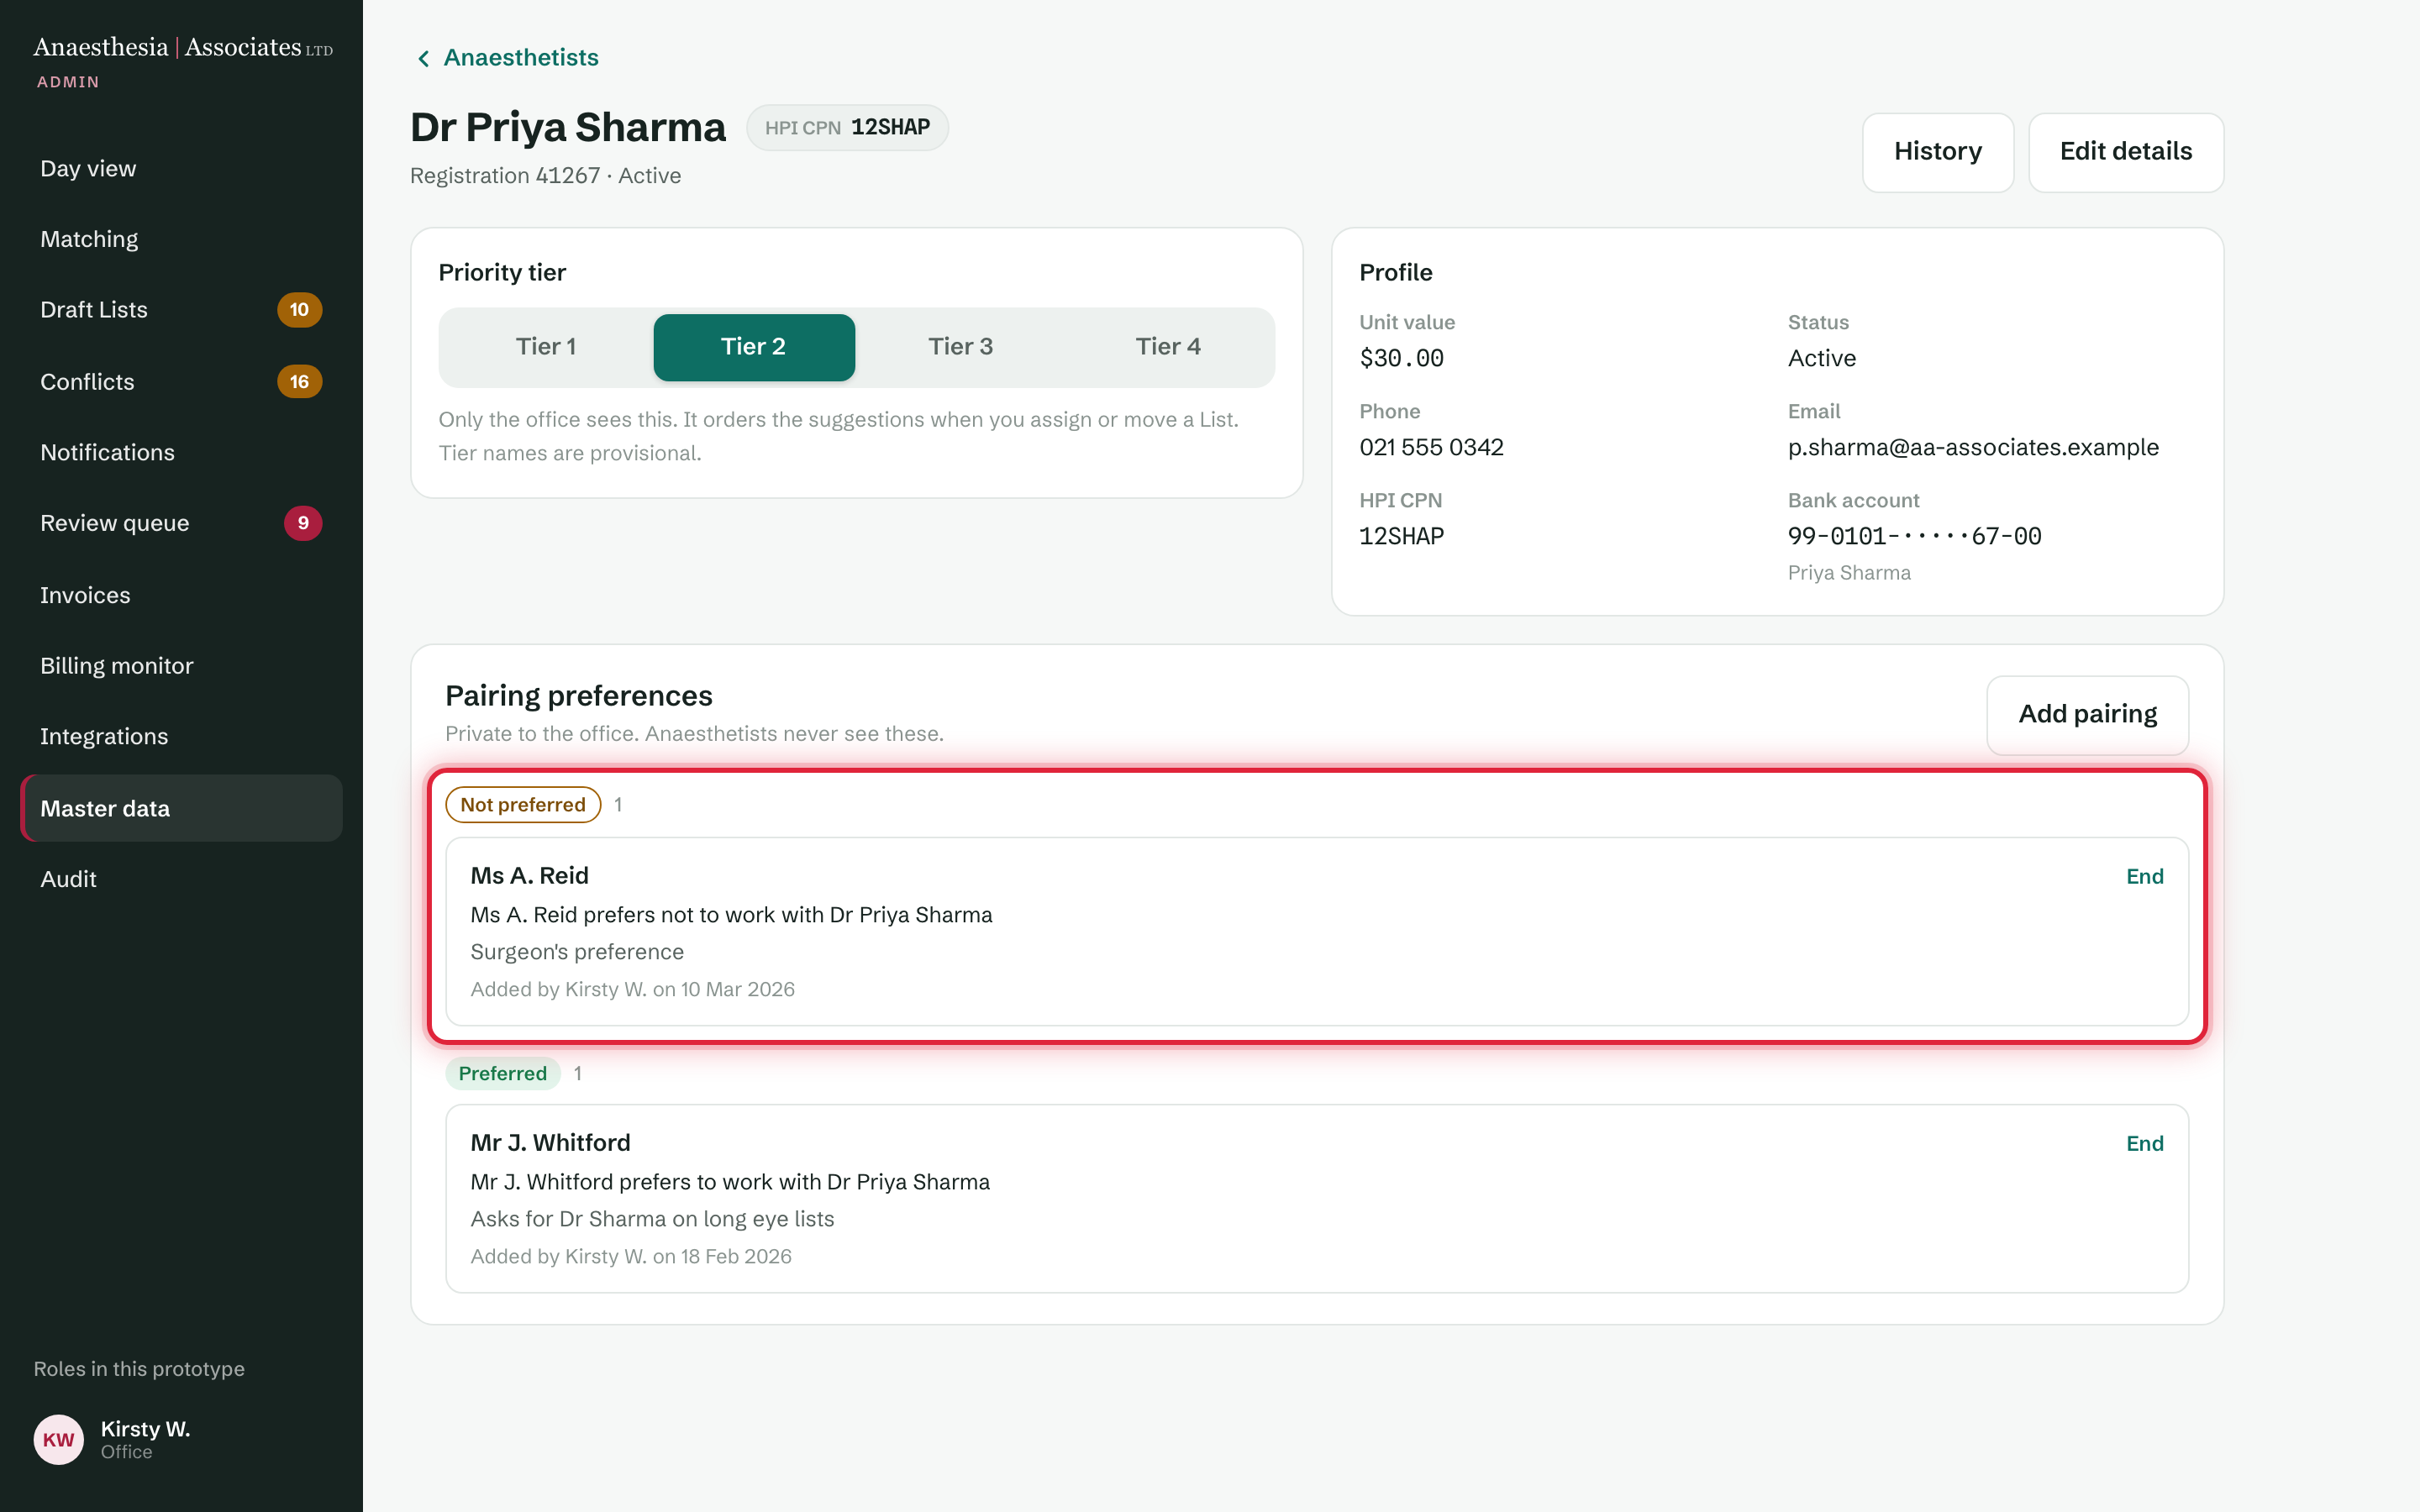 Anaesthesia | Associates LTD
ADMIN
Day view
Matching
Draft Lists 10
Conflicts 16
Notifications
Review queue 9
Invoices
Billing monitor
Integrations
Master data
Audit
Roles in this prototype
KW Kirsty W.
Office
Anaesthetists
Dr Priya Sharma HPI CPN 12SHAP
Registration 41267 · Active
History Edit details
Priority tier
Tier 1 Tier 2 Tier 3 Tier 4
Only the office sees this. It orders the suggestions when you assign or move a List.
Tier names are provisional.
Profile
Unit value Status
$30.00 Active
Phone Email
021 555 0342 p.sharma@aa-associates.example
HPI CPN Bank account
12SHAP 99-0101-·····67-00
Priya Sharma
Pairing preferences
Private to the office. Anaesthetists never see these.
Add pairing
Not preferred 1
Ms A. Reid End
Ms A. Reid prefers not to work with Dr Priya Sharma
Surgeon's preference
Added by Kirsty W. on 10 Mar 2026
Preferred 1
Mr J. Whitford End
Mr J. Whitford prefers to work with Dr Priya Sharma
Asks for Dr Sharma on long eye lists
Added by Kirsty W. on 18 Feb 2026